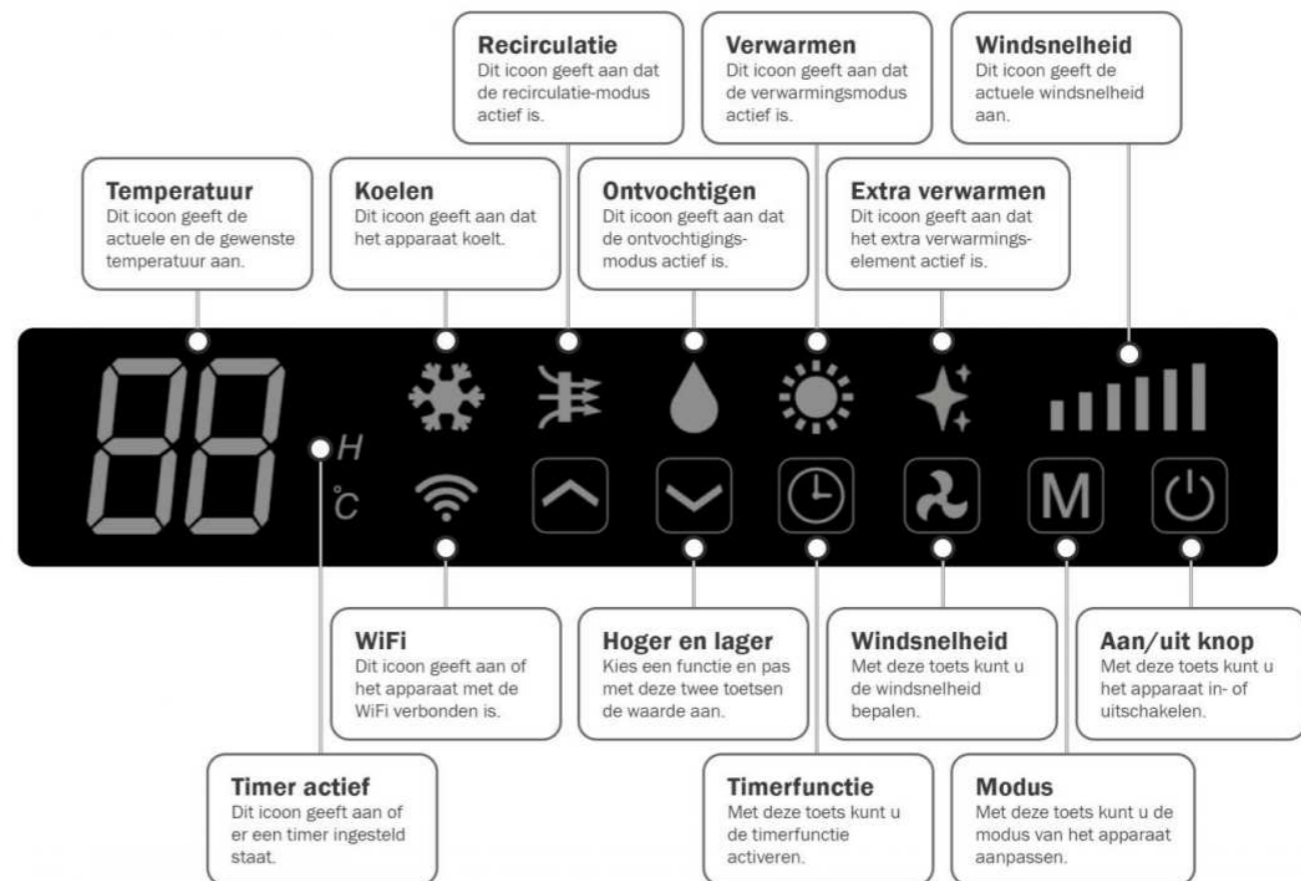 Recirculatie
Dit icoon geeft aan dat
de recirculatie-modus
actief is.
Verwarmen
Dit icoon geeft aan dat
de verwarmingsmodus
actief is.
Windsnelheid
Dit icoon geeft de
actuele windsnelheid
aan.
Temperatuur
Dit icoon geeft de
actuele en de gewenste
temperatuur aan.
Koelen
Dit icoon geeft aan dat
het apparaat koelt.
Ontvochtigen
Dit icoon geeft aan dat
de ontvochtigings-
modus actief is.
Extra verwarmen
Dit icoon geeft aan dat
het extra verwarmings-
element actief is.
88
H
°C
M
WiFi
Dit icoon geeft aan of
het apparaat met de
WiFi verbonden is.
Hoger en lager
Kies een functie en pas
met deze twee toetsen
de waarde aan.
Windsnelheid
Met deze toets kunt u
de windsnelheid
bepalen.
Aan/uit knop
Met deze toets kunt u
het apparaat in- of
uitschakelen.
Timer actief
Dit icoon geeft aan of
er een timer ingesteld
staat.
Timerfunctie
Met deze toets kunt u
de timerfunctie
activeren.
Modus
Met deze toets kunt u de
modus van het apparaat
aanpassen.